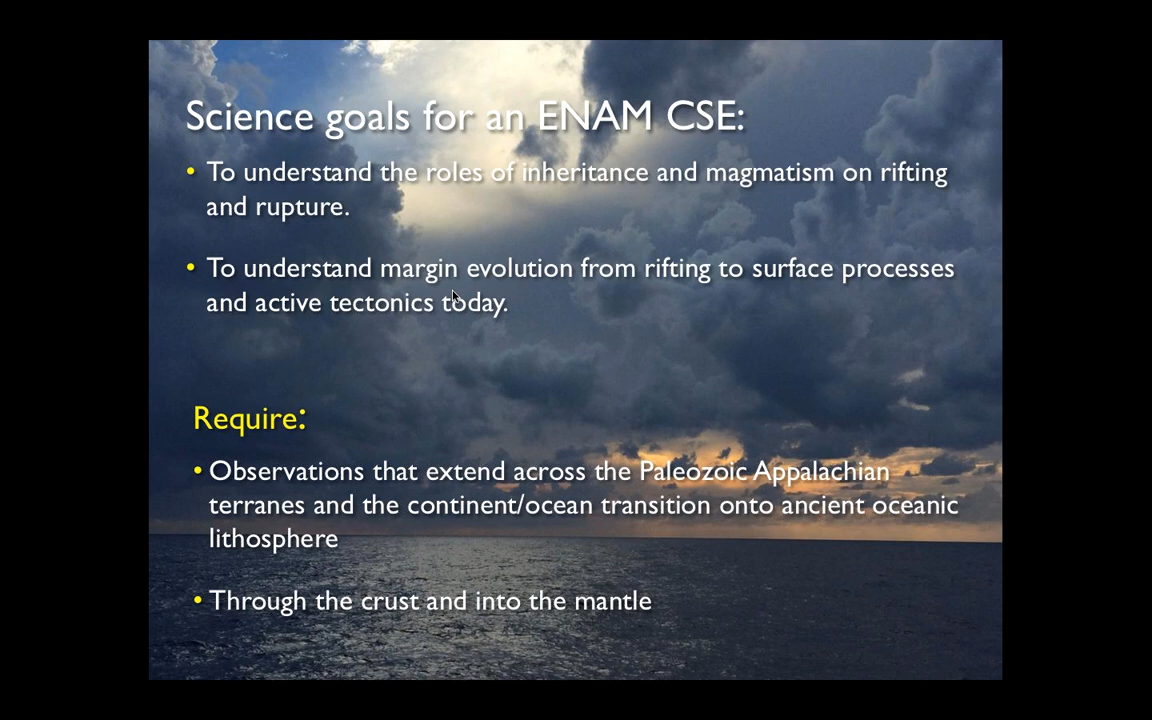 Science goals for an ENAM CSE:
• To understand the roles of inheritance and magmatism on rifting
and rupture.
• To understand margin evolution from rifting to surface processes
and active tectonics today.
Require:
• Observations that extend across the Paleozoic Appalachian
terranes and the continent/ocean transition onto ancient oceanic
lithosphere
• Through the crust and into the mantle